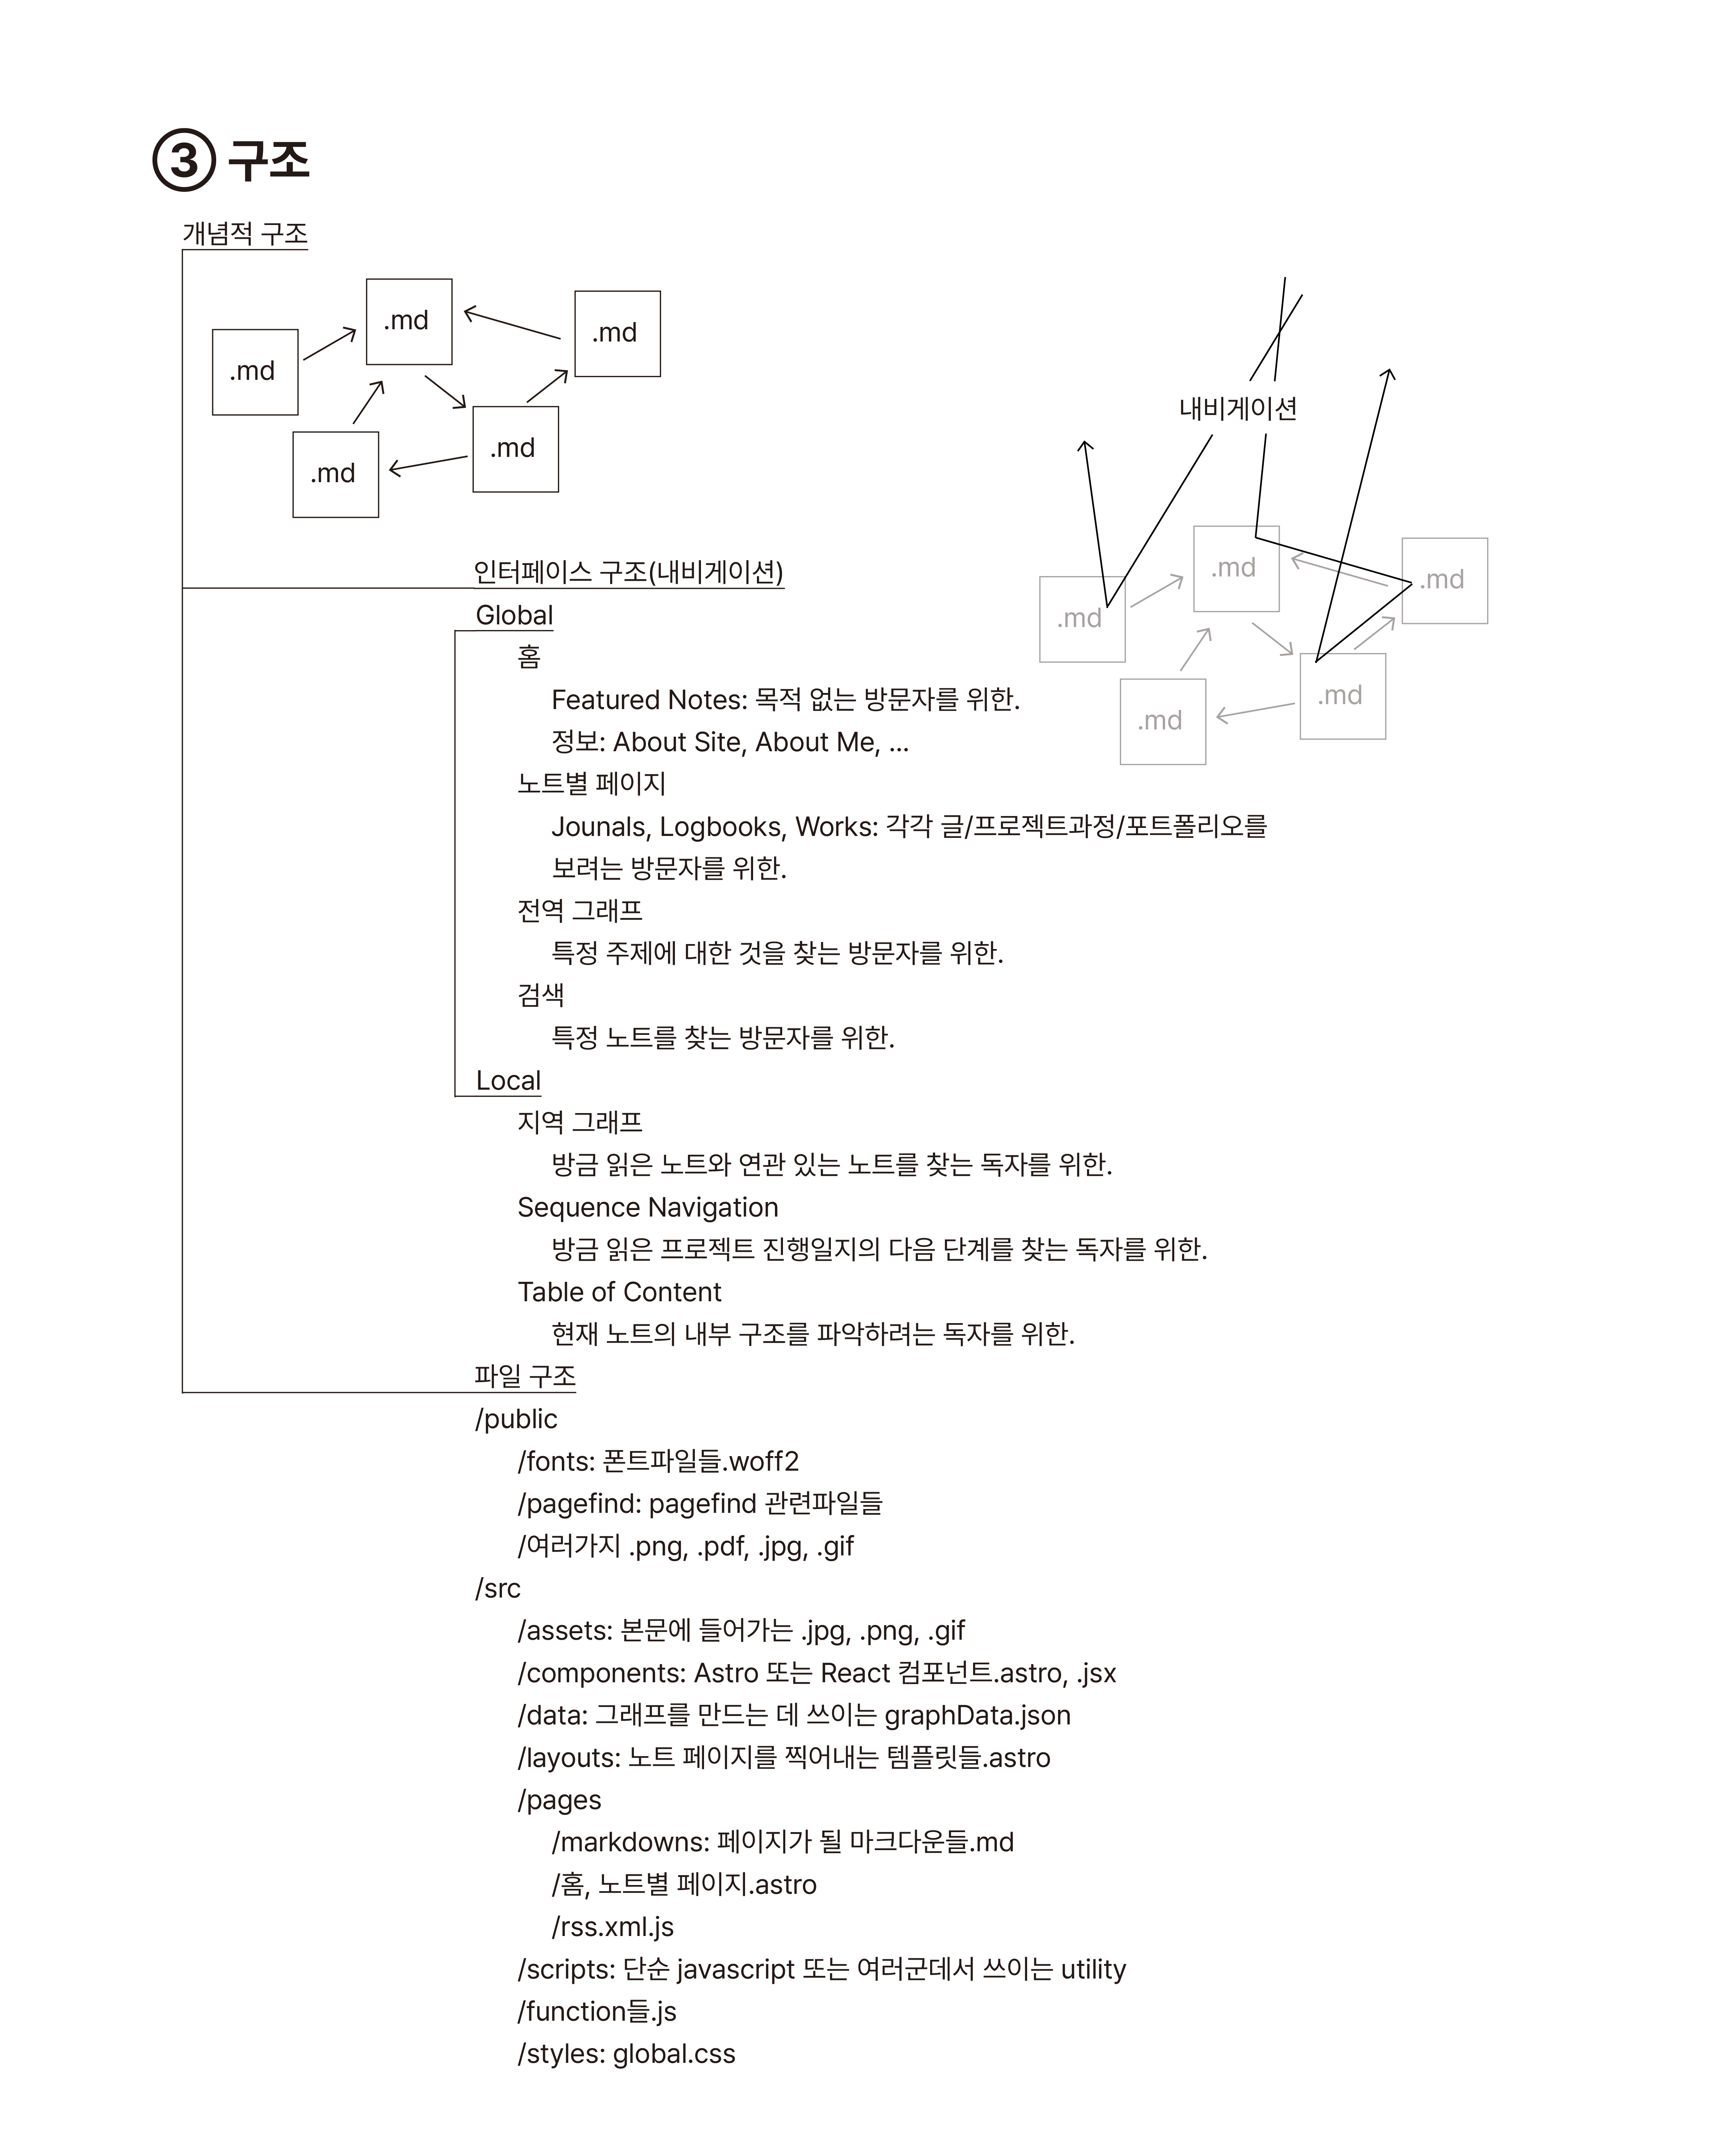 ③ 구조
개념적 구조
.md
.md
.md
.md
.md
내비게이션
.md
.md
.md
.md
.md
인터페이스 구조(내비게이션)
Global
홈
Featured Notes: 목적 없는 방문자를 위한.
정보: About Site, About Me, ...
노트별 페이지
Jounals, Logbooks, Works: 각각 글/프로젝트과정/포트폴리오를
보려는 방문자를 위한.
전역 그래프
특정 주제에 대한 것을 찾는 방문자를 위한.
검색
특정 노트를 찾는 방문자를 위한.
Local
지역 그래프
방금 읽은 노트와 연관 있는 노트를 찾는 독자를 위한.
Sequence Navigation
방금 읽은 프로젝트 진행일지의 다음 단계를 찾는 독자를 위한.
Table of Content
현재 노트의 내부 구조를 파악하려는 독자를 위한.
파일 구조
/public
/fonts: 폰트파일들.woff2
/pagefind: pagefind 관련파일들
/여러가지 .png, .pdf, .jpg, .gif
/src
/assets: 본문에 들어가는 .jpg, .png, .gif
/components: Astro 또는 React 컴포넌트.astro, .jsx
/data: 그래프를 만드는 데 쓰이는 graphData.json
/layouts: 노트 페이지를 찍어내는 템플릿들.astro
/pages
/markdowns: 페이지가 될 마크다운들.md
/홈, 노트별 페이지.astro
/rss.xml.js
/scripts: 단순 javascript 또는 여러군데서 쓰이는 utility
/function들.js
/styles: global.css